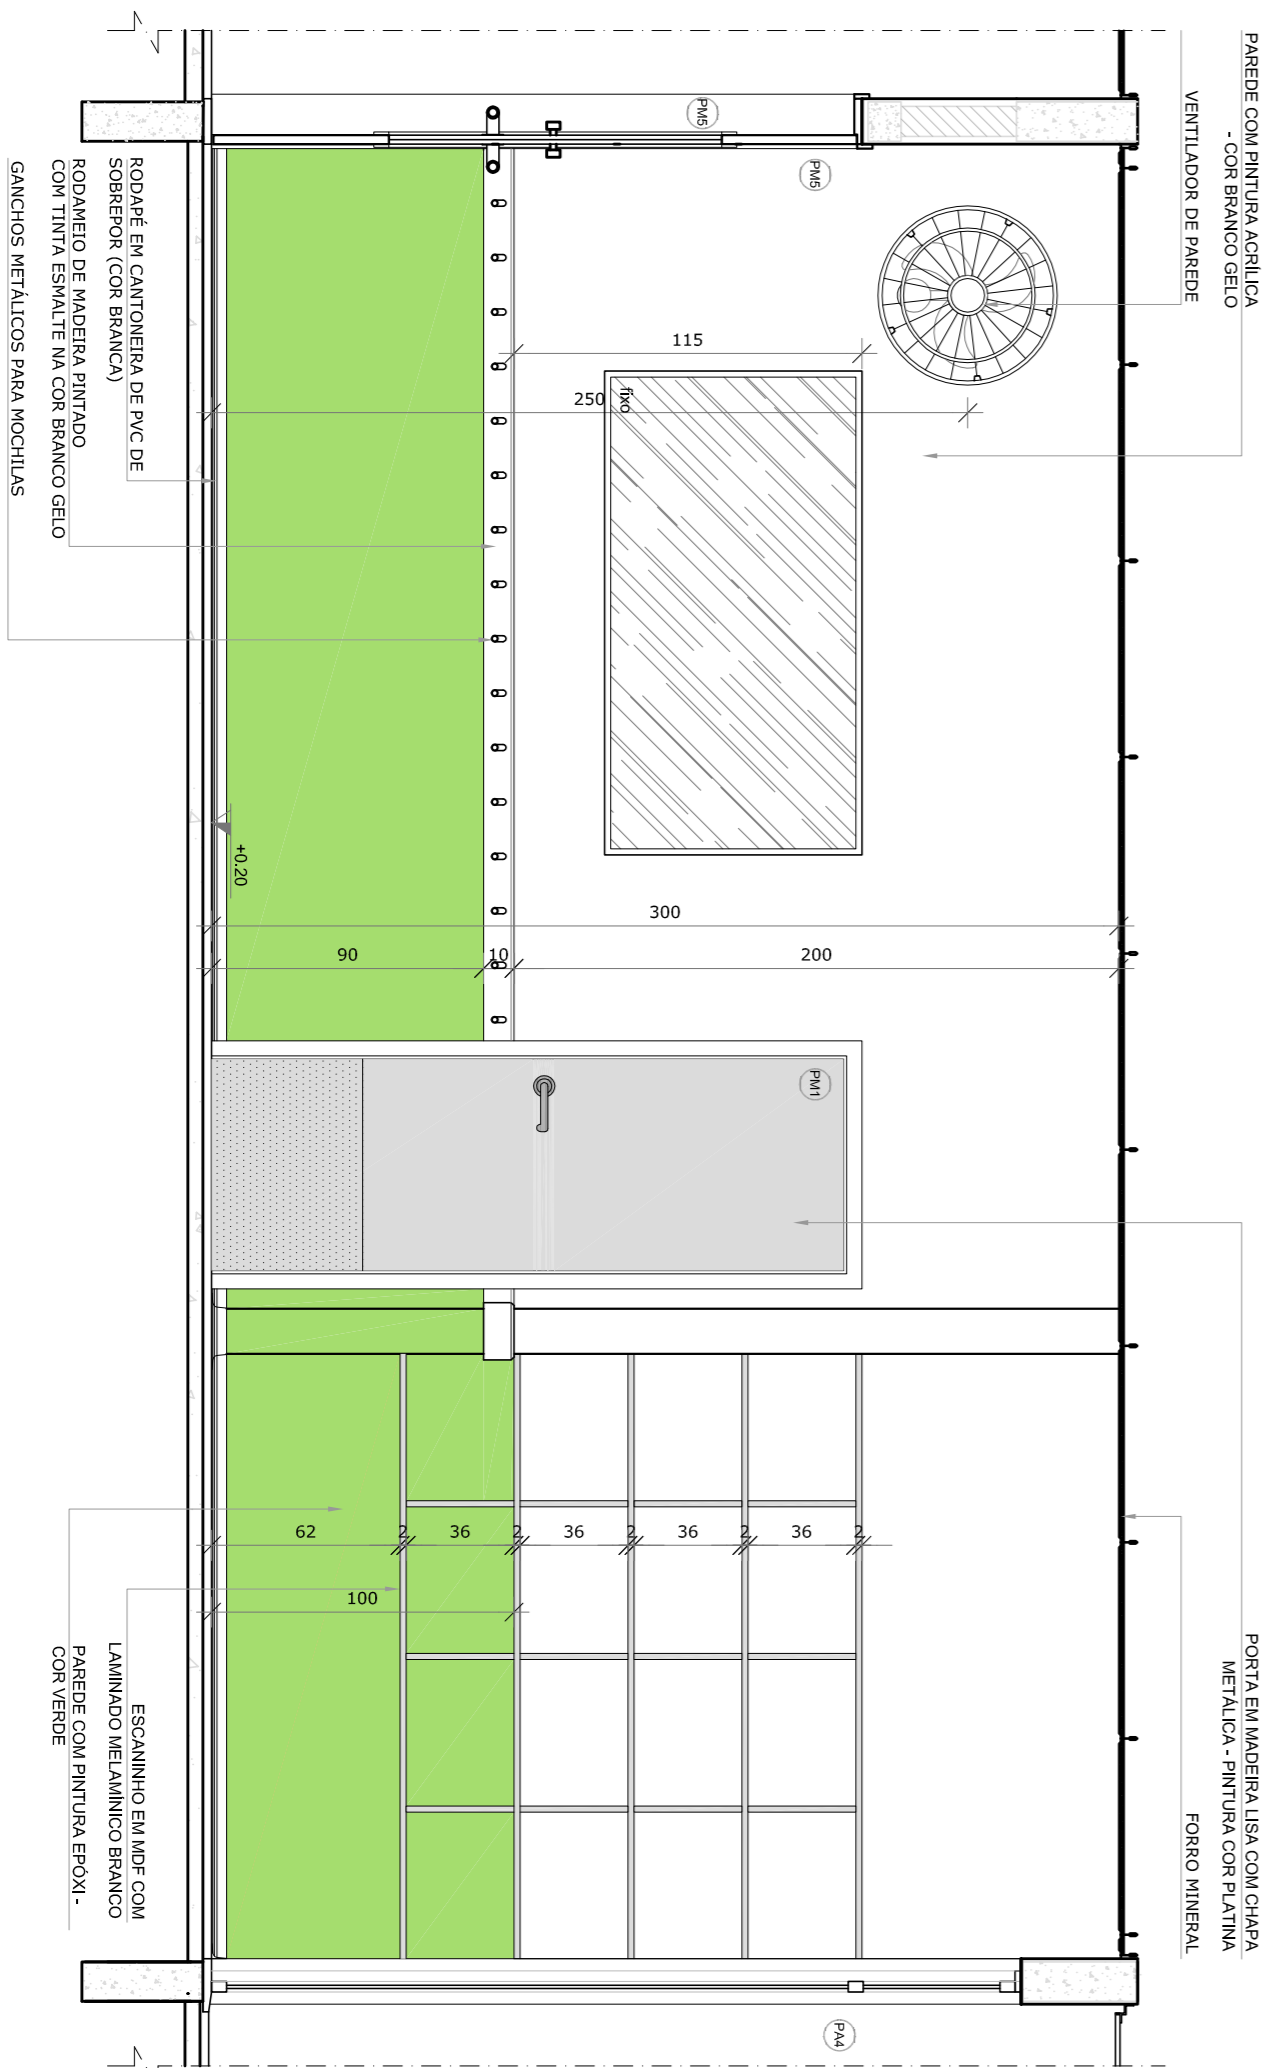 PAREDE COM PINTURA ACRÍLICA
- COR BRANCO GELO
VENTILADOR DE PAREDE
PORTA EM MADEIRA LISA COM CHAPA
METÁLICA - PINTURA COR PLATINA
FORRO MINERAL
PM5
PM5
fixo
115
250
300
90
10
200
+0.20
PM1
62
2
36
2
36
2
36
2
36
2
100
PA4
RODAPÉ EM CANTONEIRA DE PVC DE
SOBREPOR (COR BRANCA)
RODAMEIO DE MADEIRA PINTADO
COM TINTA ESMALTE NA COR BRANCO GELO
GANCHOS METÁLICOS PARA MOCHILAS
ESCANINHO EM MDF COM
LAMINADO MELAMÍNICO BRANCO
PAREDE COM PINTURA EPÓXI -
COR VERDE